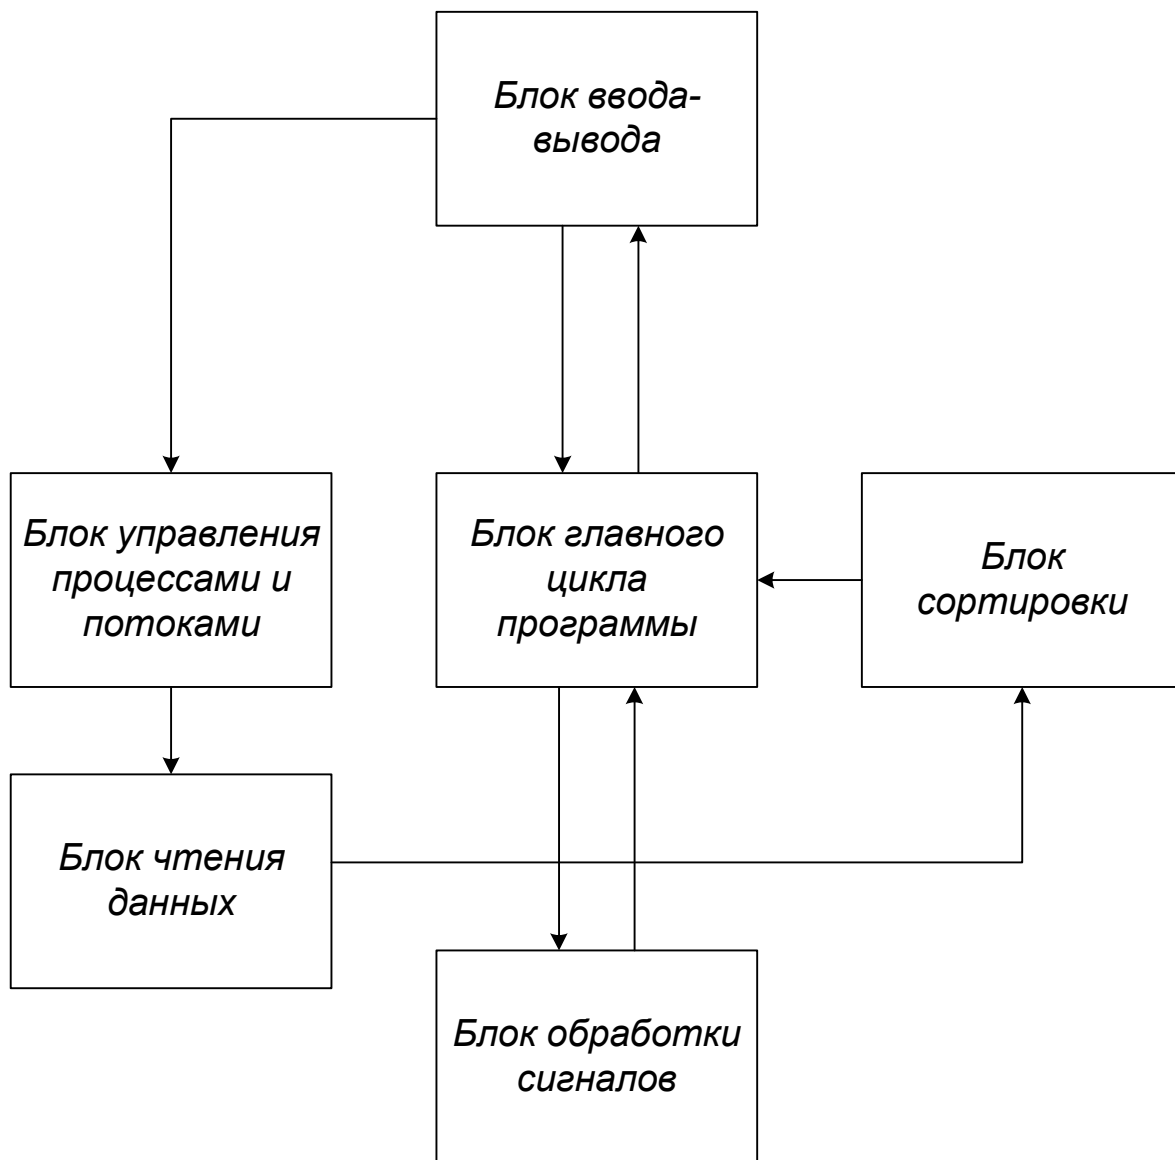 Блок ввода-
вывода
Блок управления
процессами и
потоками
Блок главного
цикла
программы
Блок
сортировки
Блок чтения
данных
Блок обработки
сигналов